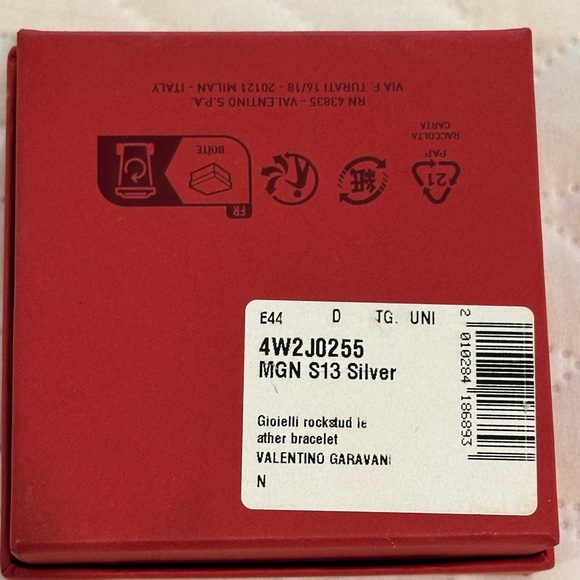 RN 43835 - VALENTINO S.P.A.
VIA F. TURATI 16/18 - 20121 MILAN - ITALY
21
PAP
RACCOLTA
CARTA
紙
FR
BOÎTE
E44 D TG. UNI
4W2J0255
MGN S13 Silver
Gioielli rockstud le
ather bracelet
VALENTINO GARAVANI
N
2 010284 186893